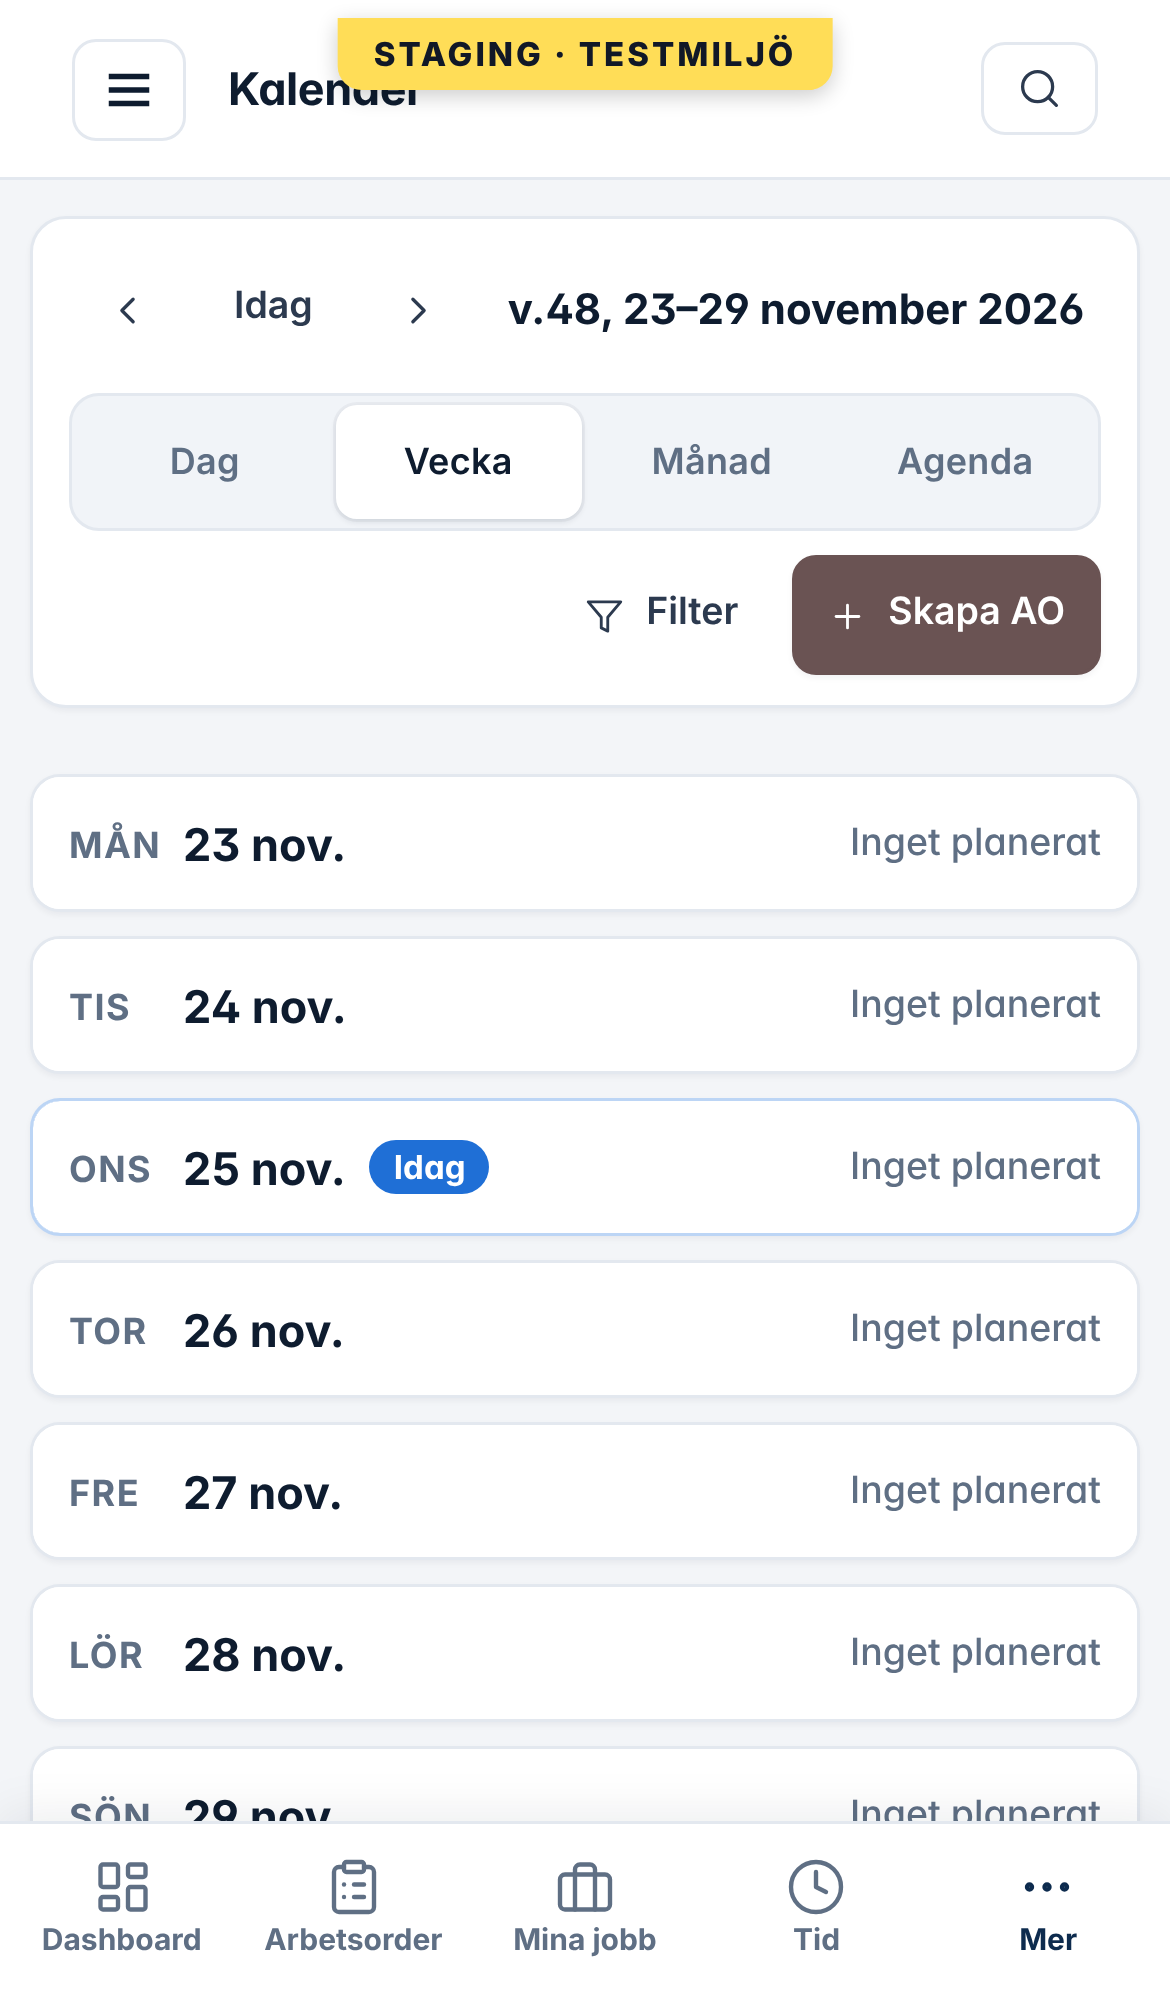 STAGING · TESTMILJÖ
Kalender
Idag
v.48, 23–29 november 2026
Dag Vecka Månad Agenda
Filter + Skapa AO
MÅN 23 nov. Inget planerat
TIS 24 nov. Inget planerat
ONS 25 nov. Idag Inget planerat
TOR 26 nov. Inget planerat
FRE 27 nov. Inget planerat
LÖR 28 nov. Inget planerat
SÖN 29 nov. Inget planerat
Dashboard Arbetsorder Mina jobb Tid Mer